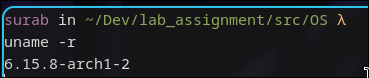 surab in ~/Dev/lab_assignment/src/OS λ
uname -r
6.15.8-arch1-2